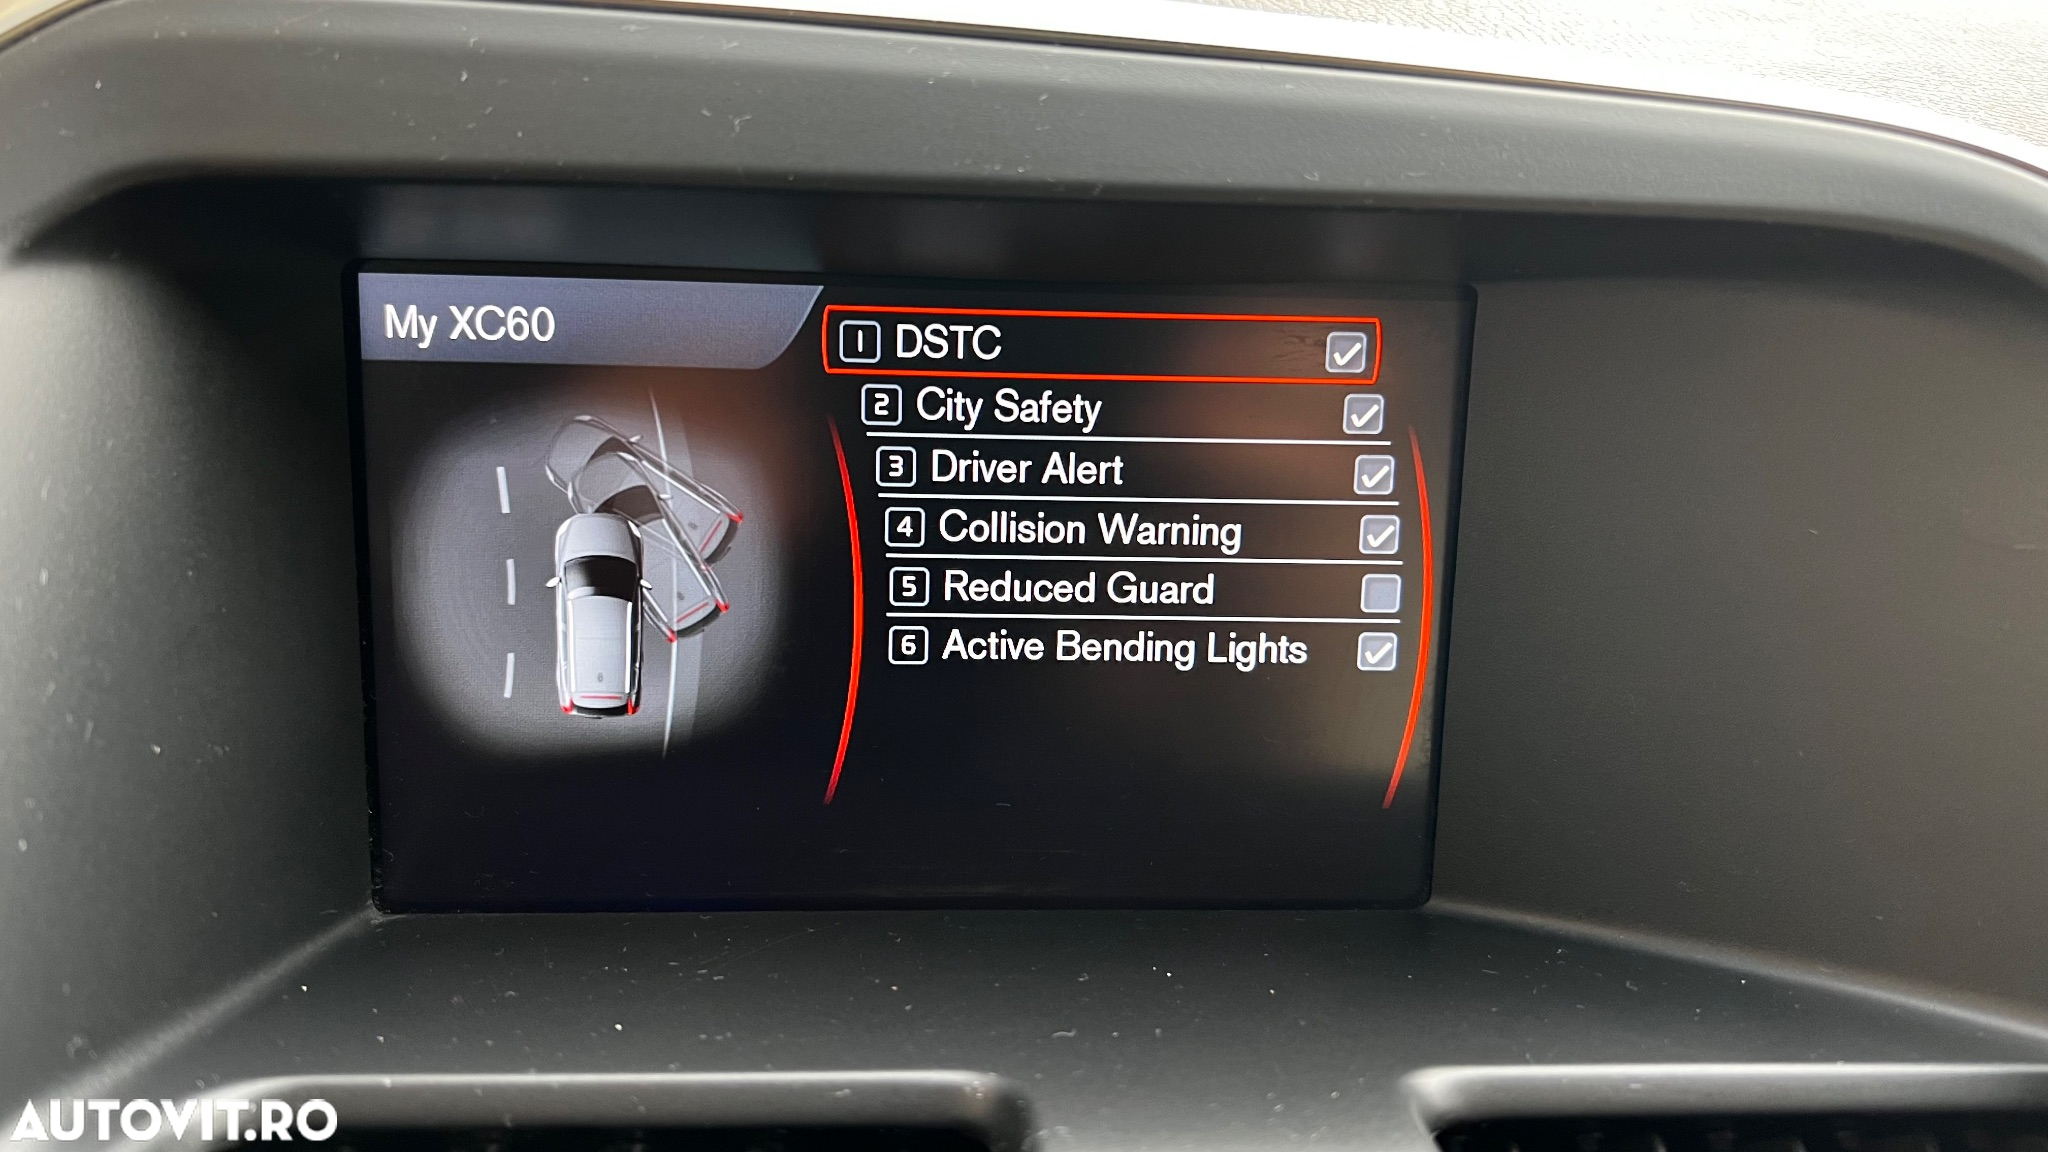 My XC60
1 DSTC
2 City Safety
3 Driver Alert
4 Collision Warning
5 Reduced Guard
6 Active Bending Lights
AUTOVIT.RO